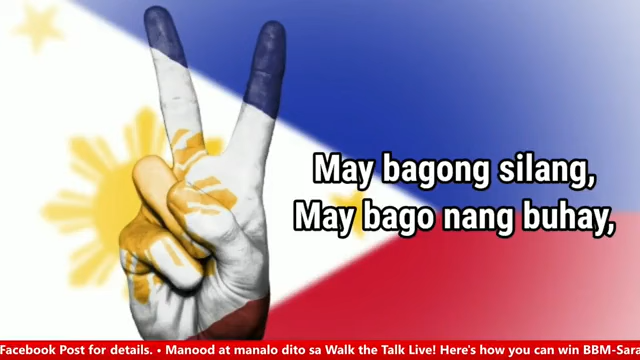 May bagong silang,
May bago nang buhay,
Facebook Post for details. • Manood at manalo dito sa Walk the Talk Live! Here's how you can win BBM-Sara